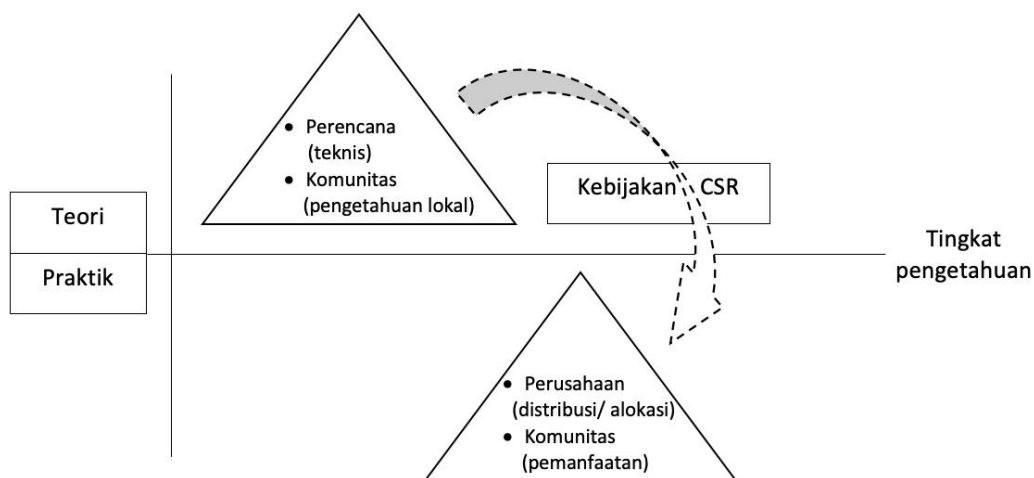 Perencana
(teknis)
Komunitas
(pengetahuan lokal)
Kebijakan CSR
Teori
Praktik
Tingkat
pengetahuan
Perusahaan
(distribusi/ alokasi)
Komunitas
(pemanfaatan)